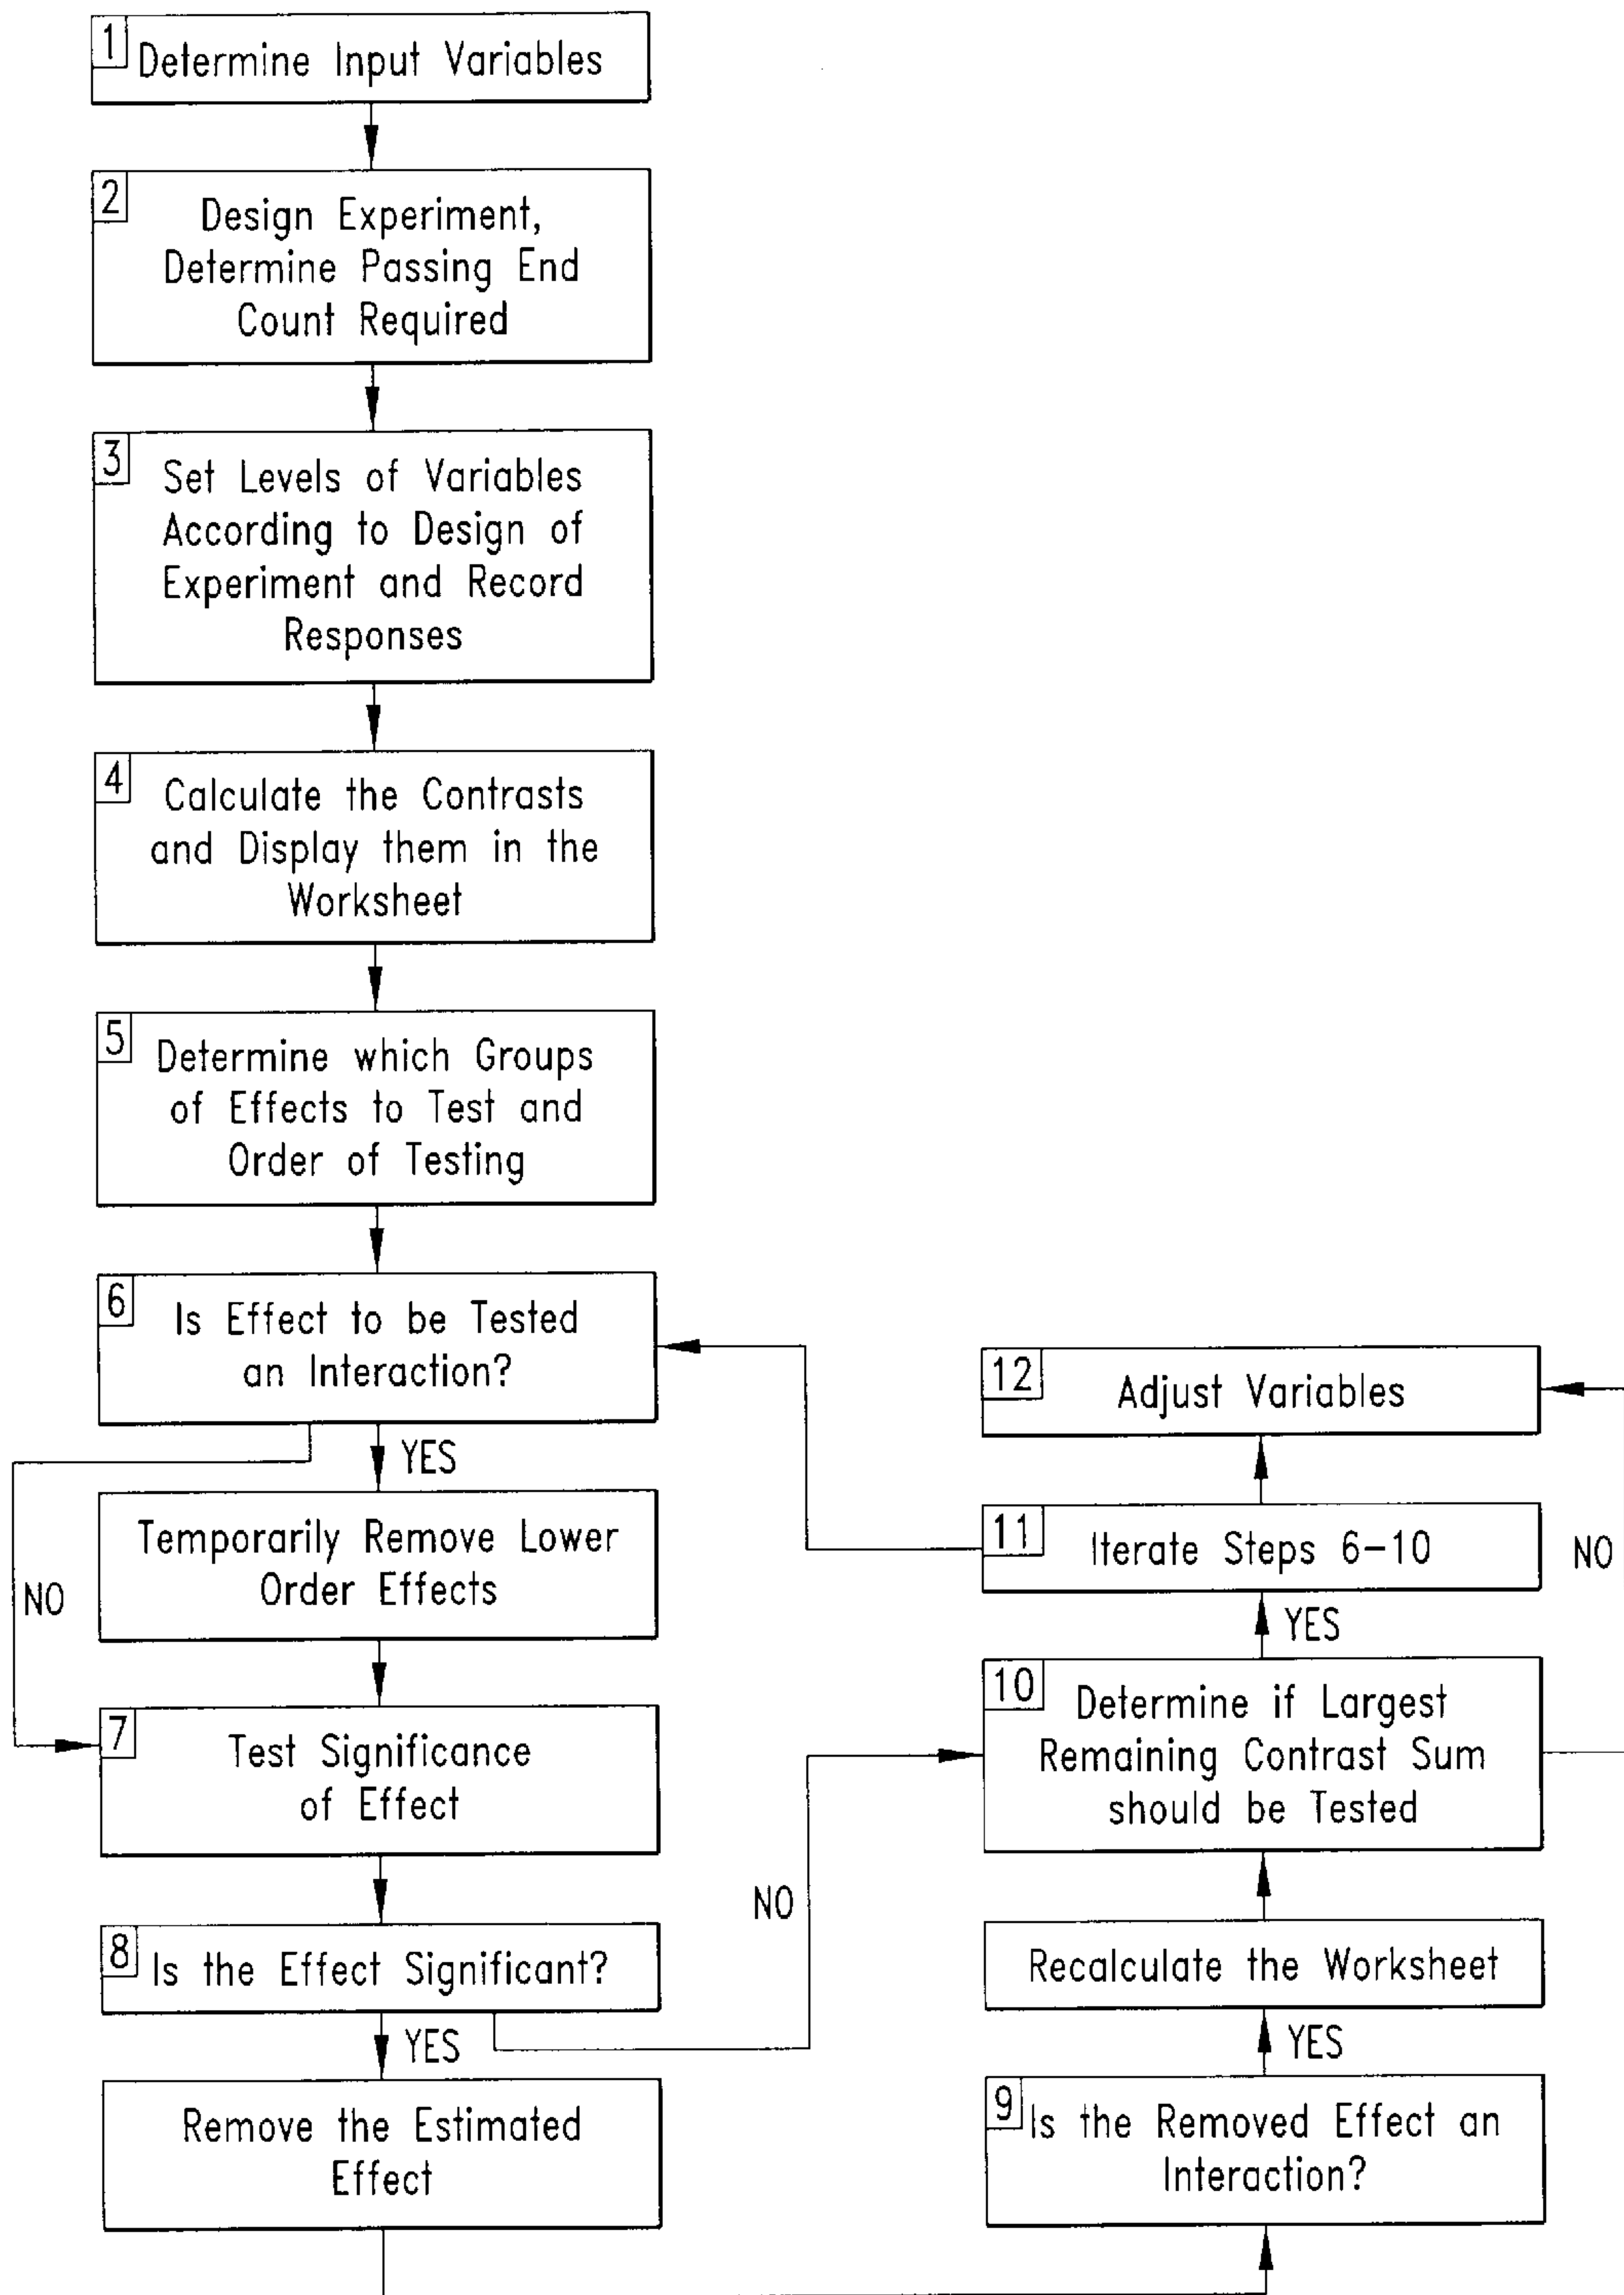 1
Determine Input Variables
2
Design Experiment,
Determine Passing End
Count Required
3
Set Levels of Variables
According to Design of
Experiment and Record
Responses
4
Calculate the Contrasts
and Display them in the
Worksheet
5
Determine which Groups
of Effects to Test and
Order of Testing
6
Is Effect to be Tested
an Interaction?
YES
NO
Temporarily Remove Lower
Order Effects
7
Test Significance
of Effect
8
Is the Effect Significant?
YES
NO
Remove the Estimated
Effect
9
Is the Removed Effect an
Interaction?
YES
Recalculate the Worksheet
10
Determine if Largest
Remaining Contrast Sum
should be Tested
YES
NO
11
Iterate Steps 6-10
12
Adjust Variables